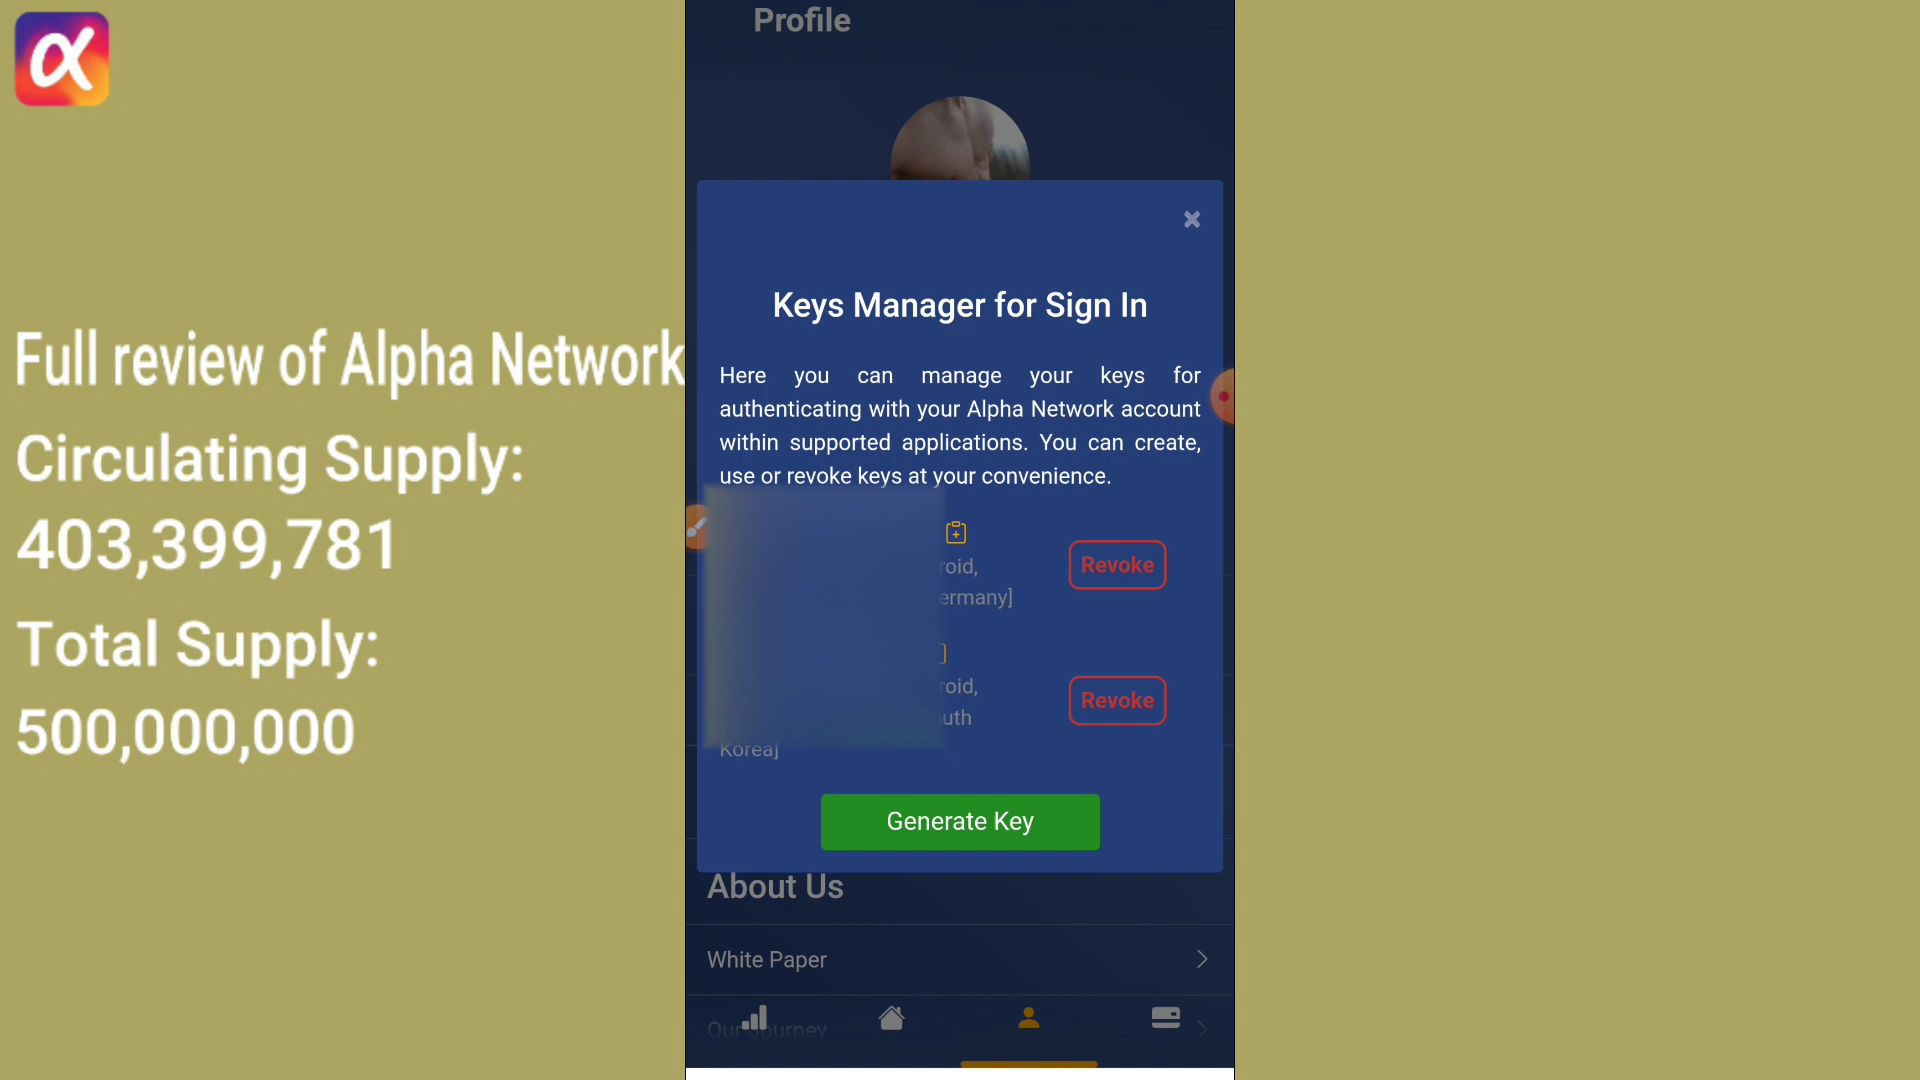 α
Full review of Alpha Network
Circulating Supply:
403,399,781
Total Supply:
500,000,000
Profile
×
Keys Manager for Sign In
Here you can manage your keys for
authenticating with your Alpha Network account
within supported applications. You can create,
use or revoke keys at your convenience.
roid,
ermany]
Revoke
roid,
uth
Korea]
Revoke
Generate Key
About Us
White Paper
Our Journey